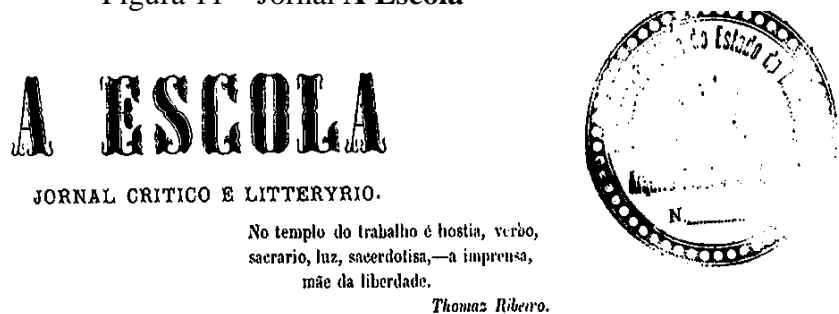 Figura 11 – Jornal A Escola
A ESCOLA
JORNAL CRITICO E LITTERYRIO.
No templo do trabalho é hostia, verbo,
sacrario, luz, sacerdotisa,—a imprensa,
mãe da liberdade.
Thomaz Ribeiro.
do Estado da
N.